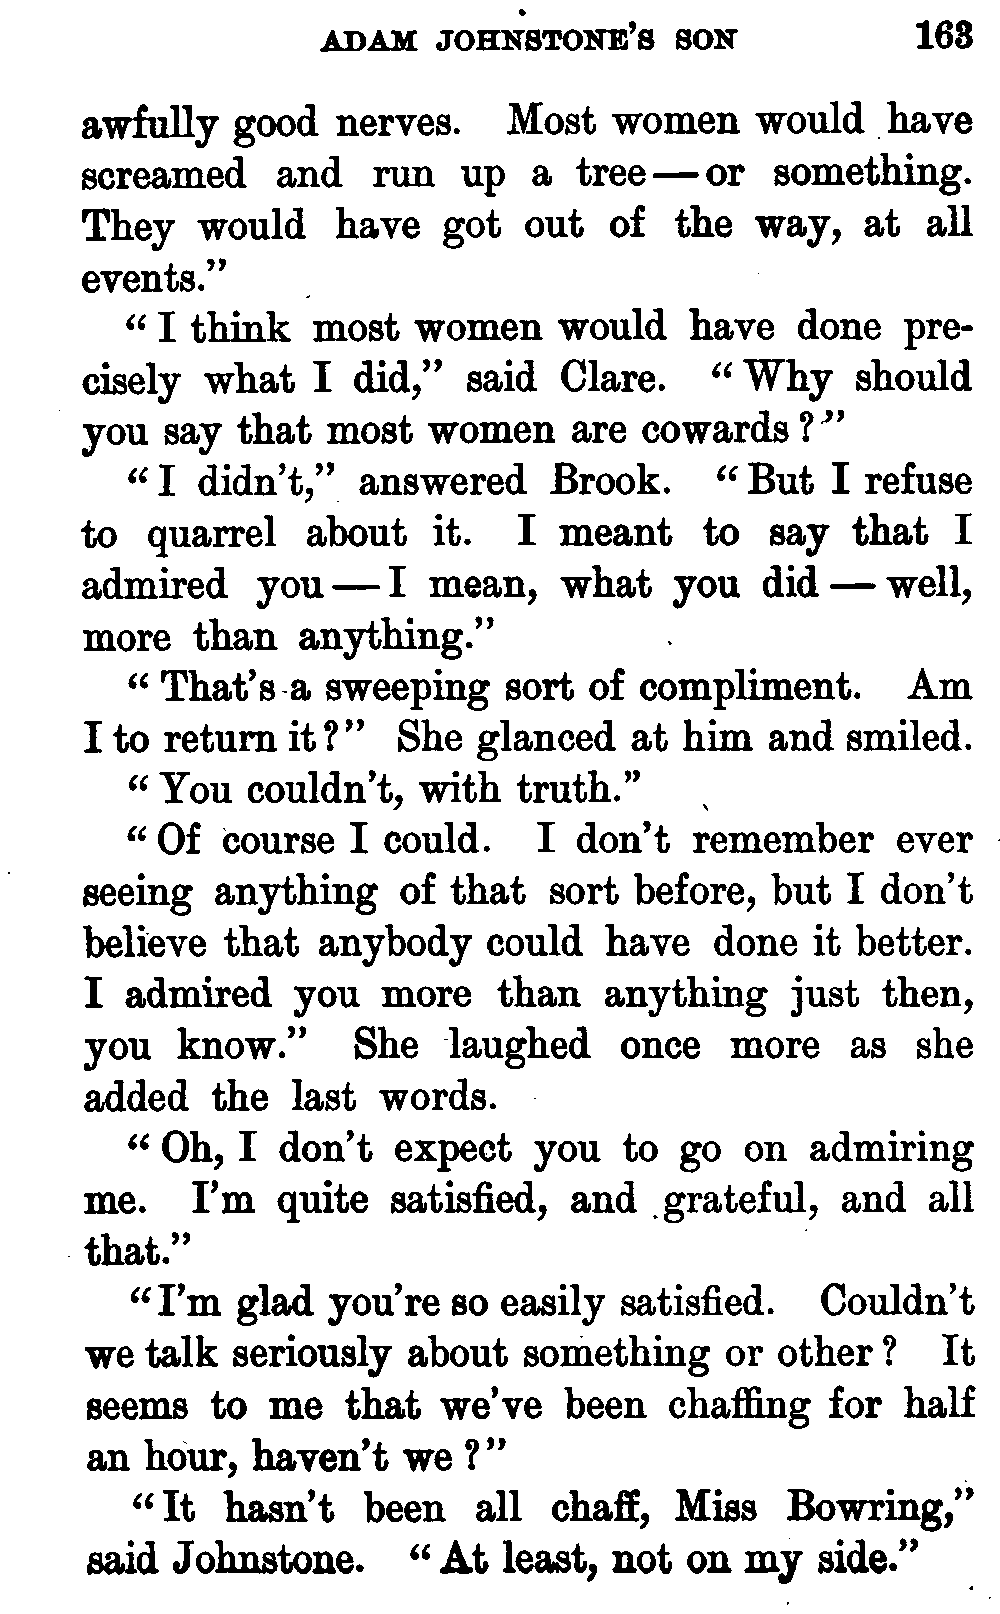 ADAM JOHNSTONE'S SON 163
awfully good nerves. Most women would have
screamed and run up a tree—or something.
They would have got out of the way, at all
events."
"I think most women would have done pre-
cisely what I did," said Clare. "Why should
you say that most women are cowards?"
"I didn't," answered Brook. "But I refuse
to quarrel about it. I meant to say that I
admired you—I mean, what you did—well,
more than anything."
"That's a sweeping sort of compliment. Am
I to return it?" She glanced at him and smiled.
"You couldn't, with truth."
"Of course I could. I don't remember ever
seeing anything of that sort before, but I don't
believe that anybody could have done it better.
I admired you more than anything just then,
you know." She laughed once more as she
added the last words.
"Oh, I don't expect you to go on admiring
me. I'm quite satisfied, and grateful, and all
that."
"I'm glad you're so easily satisfied. Couldn't
we talk seriously about something or other? It
seems to me that we've been chaffing for half
an hour, haven't we?"
"It hasn't been all chaff, Miss Bowring,"
said Johnstone. "At least, not on my side."